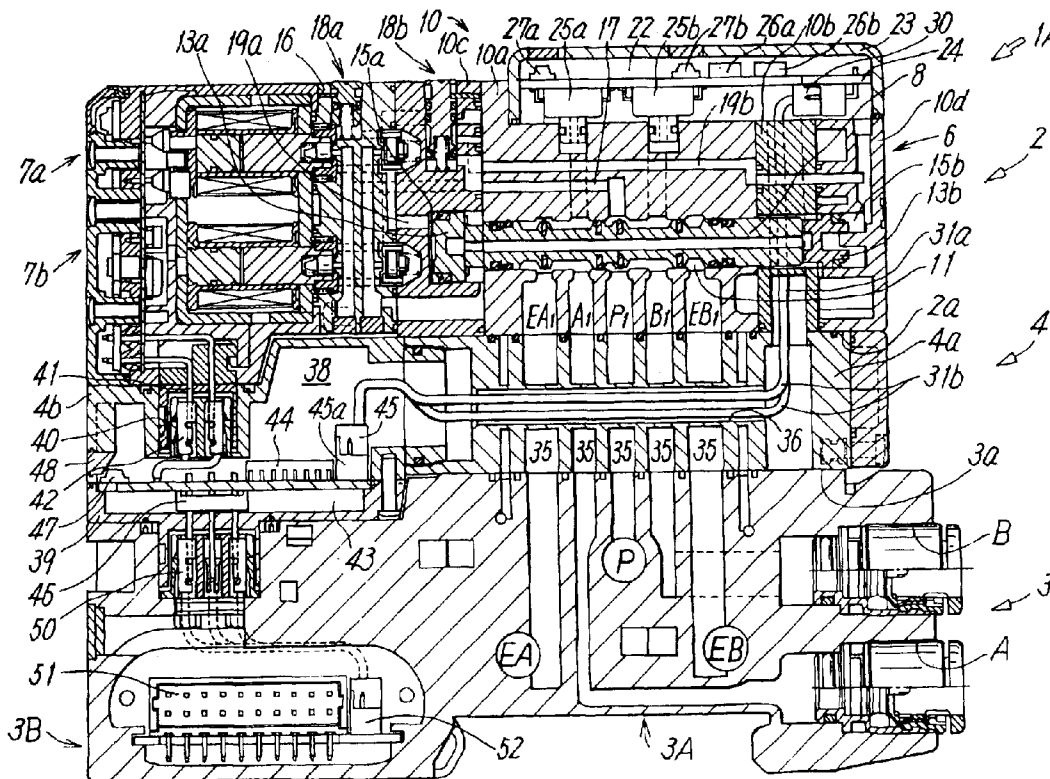 18a 18b 10 27a 25a 17 22 25b 27b 26a 10b 26b 23 30
13a 19a 16 15a 10c 10a 24 1A
8
19b 10d
7a 6
2
15b
13b
7b 31a
11
EA1 A1 P1 B1 EB1 2a
4
4a
41 38 31b
4b 45a 45
40 44
48 35 35 35 35 35 36
42 3a
47
39 43 B
P
46 3
50 EA EB A
51
3B 52 3A